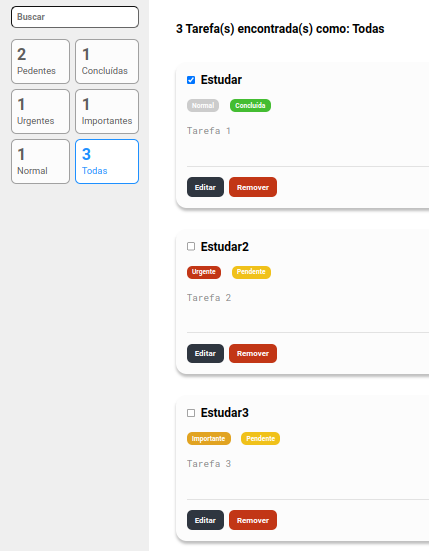 Buscar
2
Pedentes
1
Concluídas
1
Urgentes
1
Importantes
1
Normal
3
Todas
3 Tarefa(s) encontrada(s) como: Todas
Estudar
Normal Concluída
Tarefa 1
Editar Remover
Estudar2
Urgente Pendente
Tarefa 2
Editar Remover
Estudar3
Importante Pendente
Tarefa 3
Editar Remover